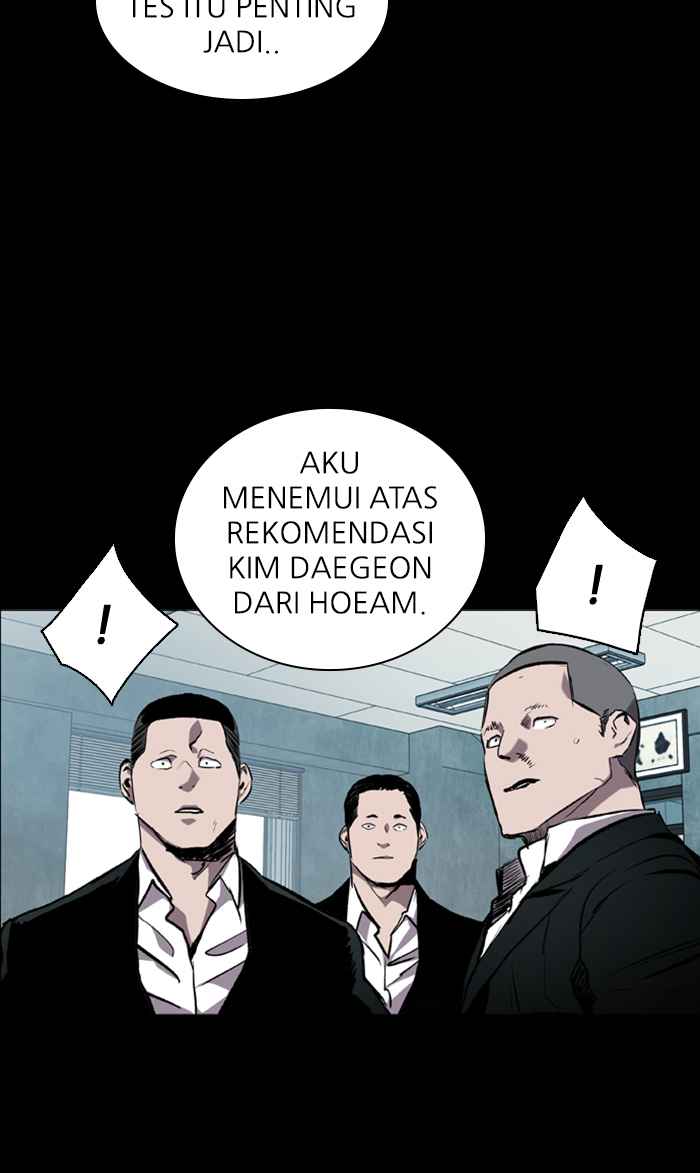 TES ITU PENTING
JADI..
AKU
MENEMUI ATAS
REKOMENDASI
KIM DAEGEON
DARI HOEAM.
!
!